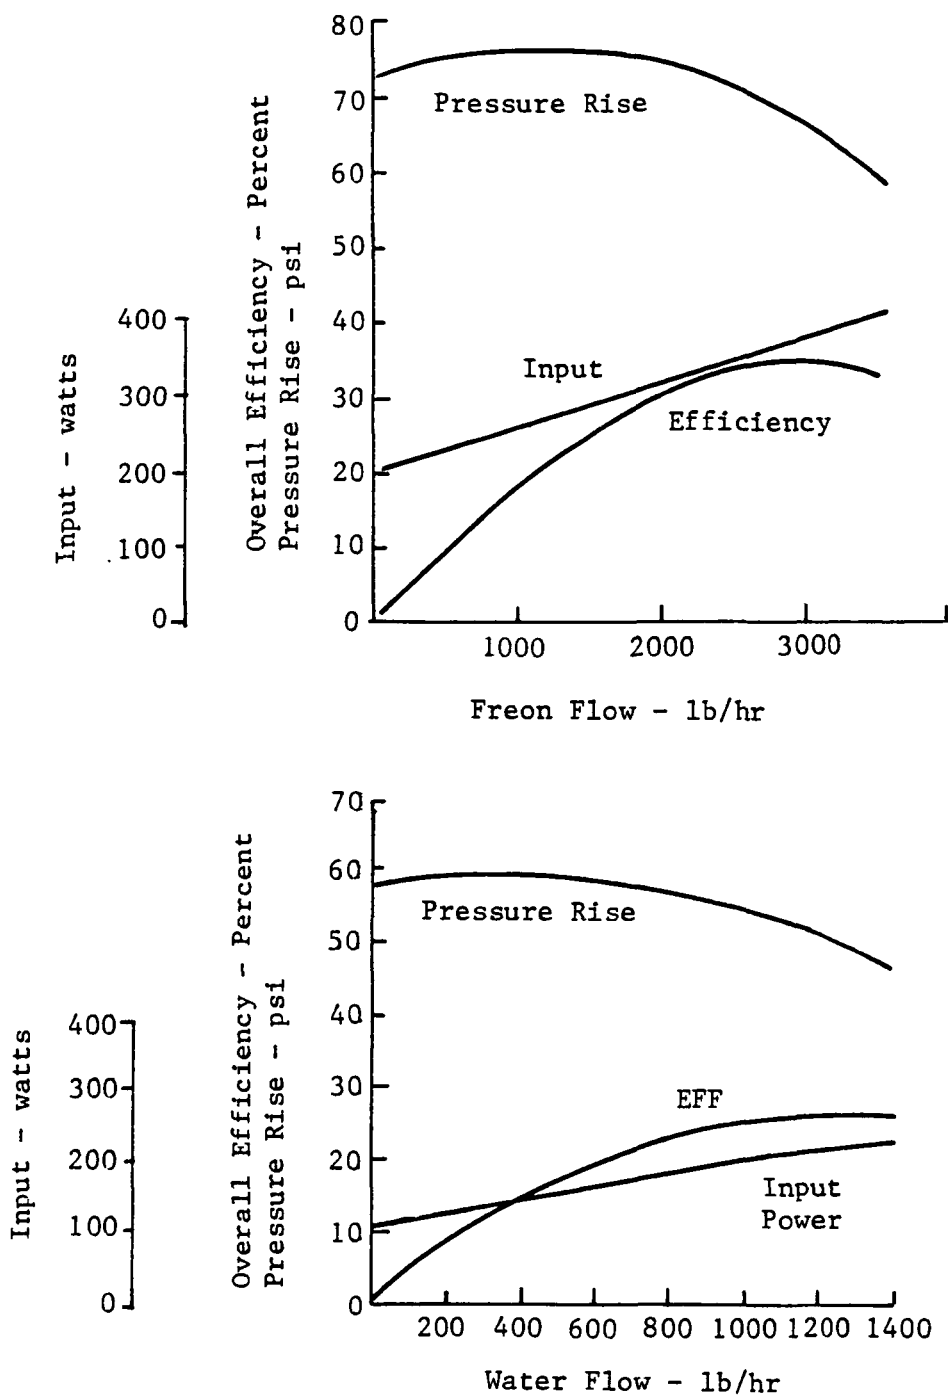 80
70
60
50
40
30
20
10
0
Overall Efficiency - Percent
Pressure Rise - psi
400
300
200
100
0
Input - watts
Pressure Rise
Input
Efficiency
1000 2000 3000
Freon Flow - lb/hr
70
60
50
40
30
20
10
0
Overall Efficiency - Percent
Pressure Rise - psi
400
300
200
100
0
Input - watts
Pressure Rise
EFF
Input
Power
200 400 600 800 1000 1200 1400
Water Flow - lb/hr